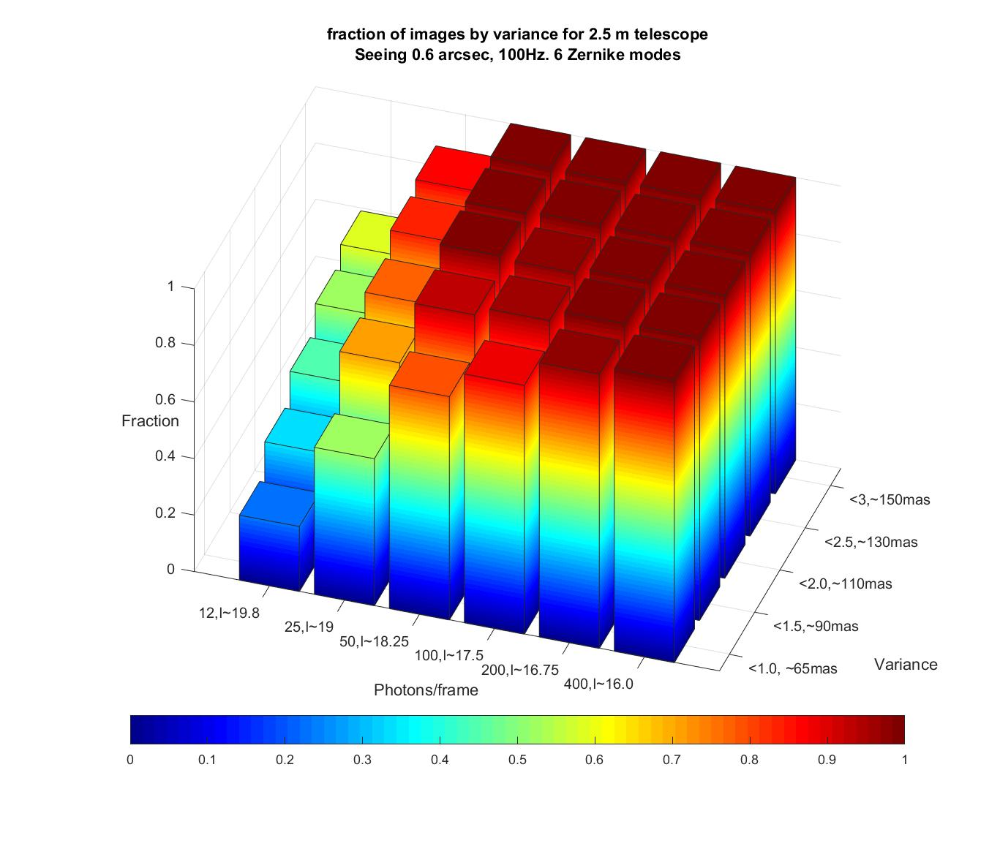 fraction of images by variance for 2.5 m telescope
Seeing 0.6 arcsec, 100Hz. 6 Zernike modes
1
0.8
0.6
Fraction
0.4
0.2
0
12,I~19.8
25,I~19
50,I~18.25
100,I~17.5
200,I~16.75
400,I~16.0
Photons/frame
<3,~150mas
<2.5,~130mas
<2.0,~110mas
<1.5,~90mas
<1.0, ~65mas
Variance
0 0.1 0.2 0.3 0.4 0.5 0.6 0.7 0.8 0.9 1